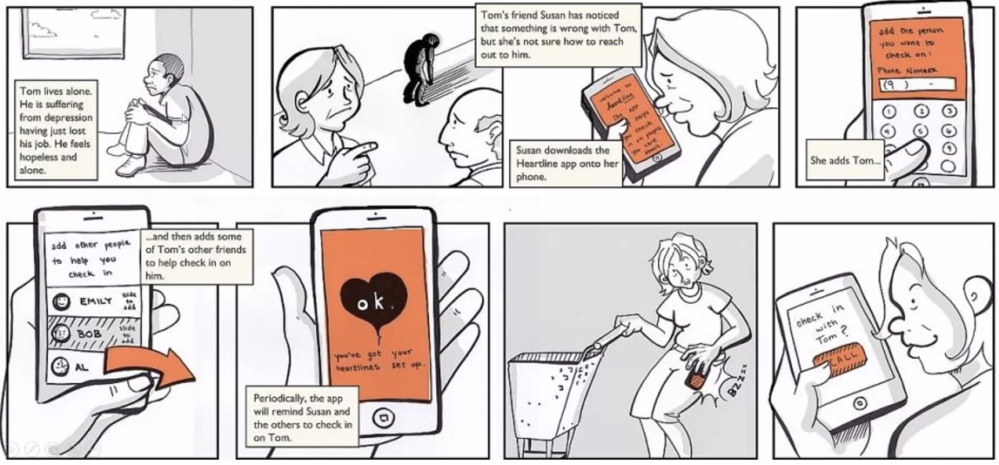 Tom lives alone.
He is suffering
from depression
having just lost
his job. He feels
hopeless and
alone.
Tom's friend Susan has noticed
that something is wrong with Tom,
but she's not sure how to reach
out to him.
welcome to
heartline
the app
helps
you check
in on people
you care
about.
Susan downloads the
Heartline app onto her
phone.
add the person
you want to
check on:
Phone NUMBER
(9 ) -
1 2 3
4 5 6
9
She adds Tom...
add other people
to help you
check in
EMILY slide to add
BOB slide to add
AL
...and then adds some
of Tom's other friends
to help check in on
him.
ok.
you've got your
heartlines set up.
Periodically, the app
will remind Susan and
the others to check in
on Tom.
BZZzz
check in
with
Tom?
CALL